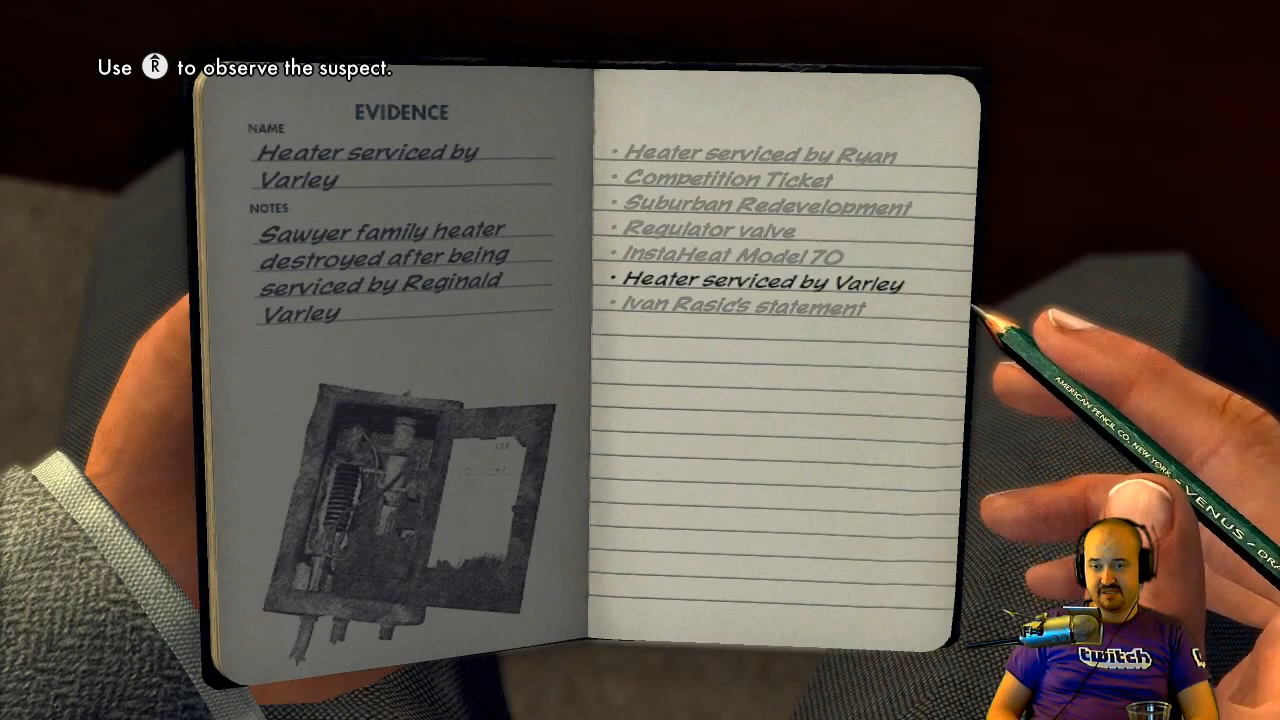 Use R to observe the suspect.
EVIDENCE
NAME
Heater serviced by
Varley
NOTES
Sawyer family heater
destroyed after being
serviced by Reginald
Varley
• Heater serviced by Ryan
• Competition Ticket
• Suburban Redevelopment
• Regulator valve
• InstaHeat Model 70
• Heater serviced by Varley
• Ivan Rasic's statement
AMERICAN PENCIL CO. NEW YORK
VENUS / DRA
twitch